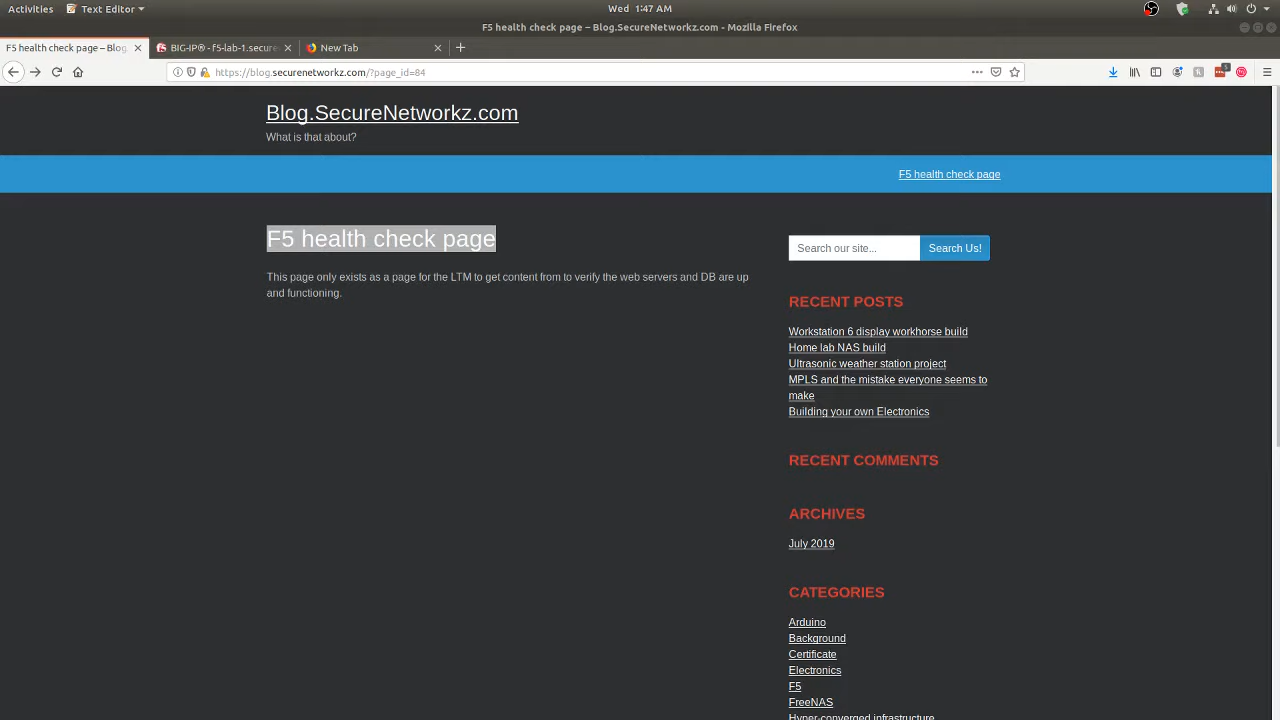 Activities
Text Editor
Wed 1:47 AM
F5 health check page – Blog.SecureNetworkz.com - Mozilla Firefox
F5 health check page – Blog.
BIG-IP® - f5-lab-1.secure
New Tab
https://blog.securenetworkz.com/?page_id=84
Blog.SecureNetworkz.com
What is that about?
F5 health check page
F5 health check page
This page only exists as a page for the LTM to get content from to verify the web servers and DB are up
and functioning.
Search our site...
Search Us!
RECENT POSTS
Workstation 6 display workhorse build
Home lab NAS build
Ultrasonic weather station project
MPLS and the mistake everyone seems to
make
Building your own Electronics
RECENT COMMENTS
ARCHIVES
July 2019
CATEGORIES
Arduino
Background
Certificate
Electronics
F5
FreeNAS
Hyper-converged infrastructure